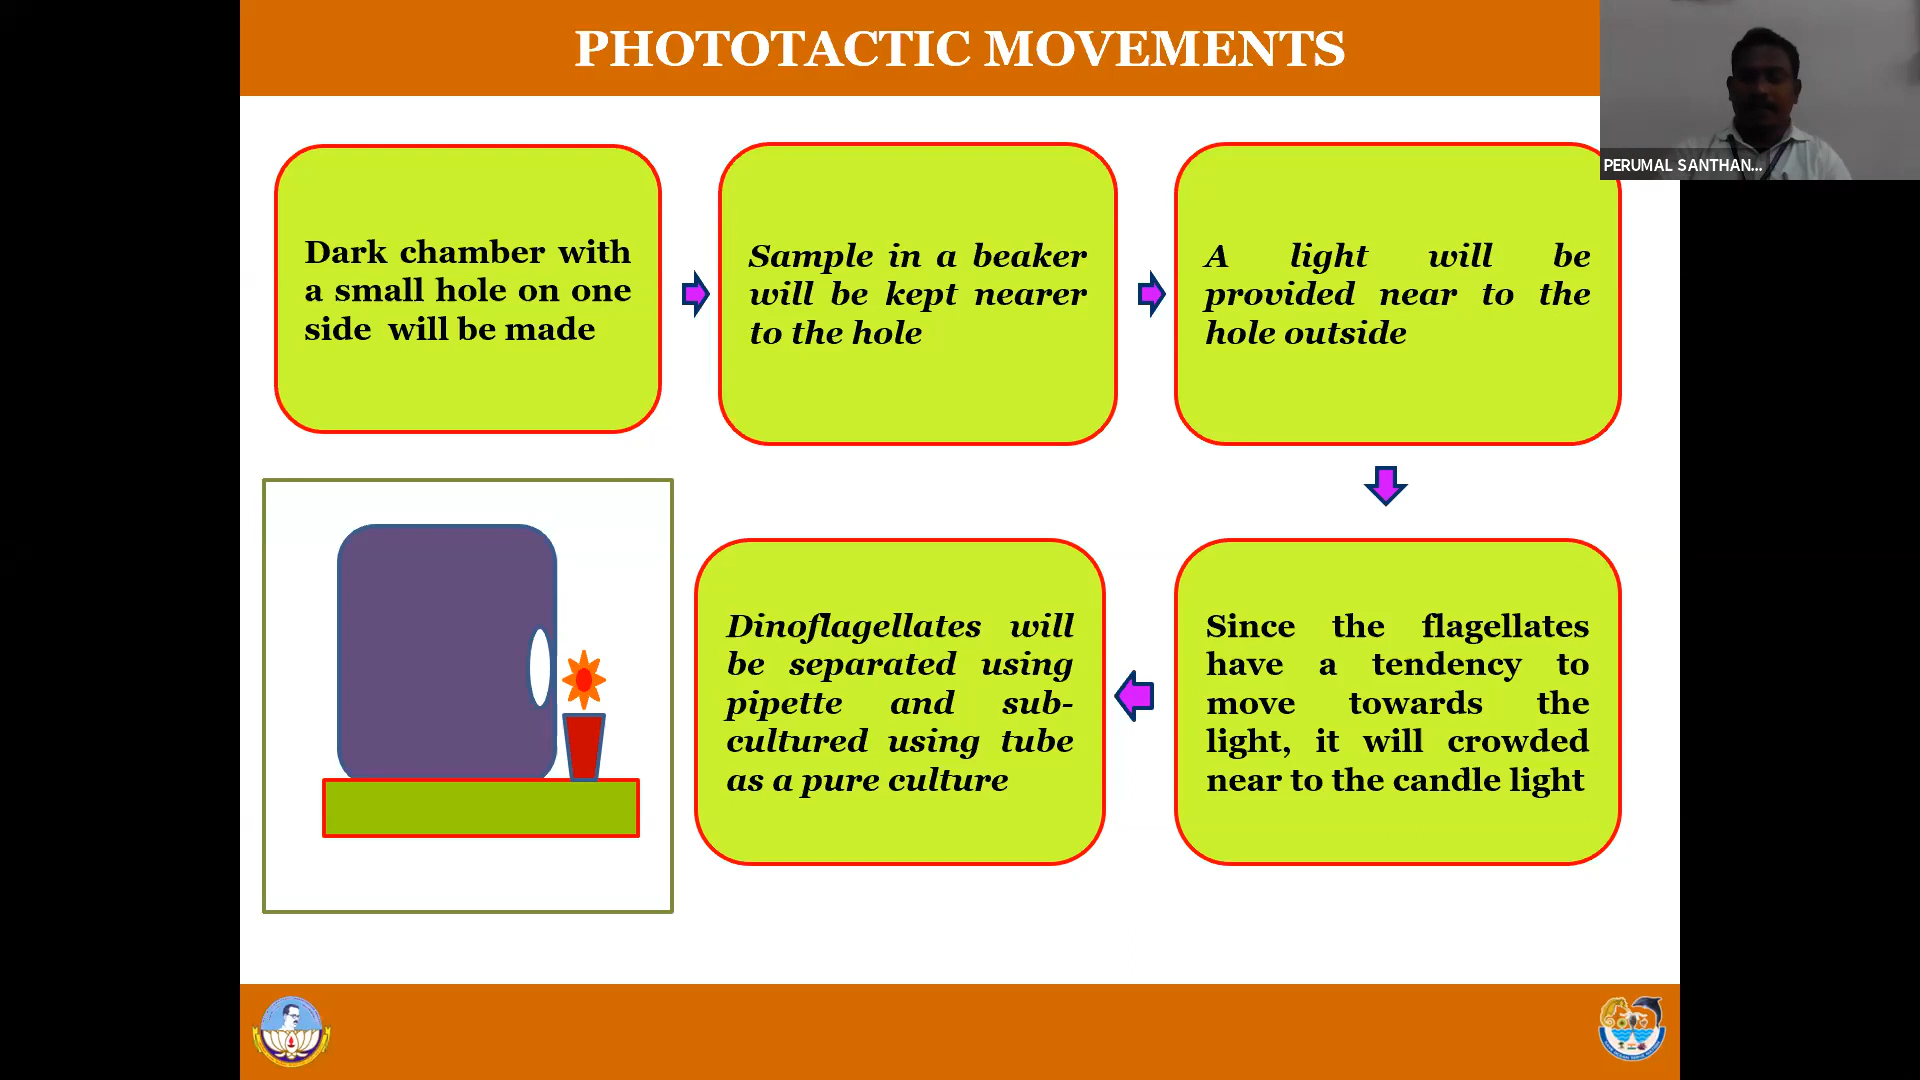 PHOTOTACTIC MOVEMENTS
PERUMAL SANTHAN...
Dark chamber with
a small hole on one
side will be made
Sample in a beaker
will be kept nearer
to the hole
A light will be
provided near to the
hole outside
Since the flagellates
have a tendency to
move towards the
light, it will crowded
near to the candle light
Dinoflagellates will
be separated using
pipette and sub-
cultured using tube
as a pure culture